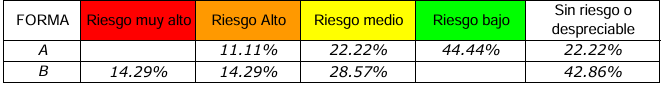 FORMA Riesgo muy alto Riesgo Alto Riesgo medio Riesgo bajo Sin riesgo o
despreciable
A 11.11% 22.22% 44.44% 22.22%
B 14.29% 14.29% 28.57% 42.86%